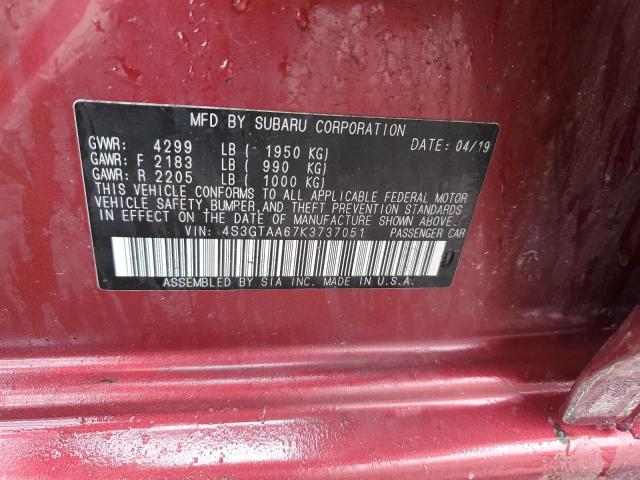 MFD BY SUBARU CORPORATION
GVWR: 4299 LB ( 1950 KG) DATE: 04/19
GAWR: F 2183 LB ( 990 KG)
GAWR: R 2205 LB ( 1000 KG)
THIS VEHICLE CONFORMS TO ALL APPLICABLE FEDERAL MOTOR
VEHICLE SAFETY, BUMPER, AND THEFT PREVENTION STANDARDS
IN EFFECT ON THE DATE OF MANUFACTURE SHOWN ABOVE.
VIN: 4S3GTAA67K3737051 PASSENGER CAR
ASSEMBLED BY SIA INC. MADE IN U.S.A.